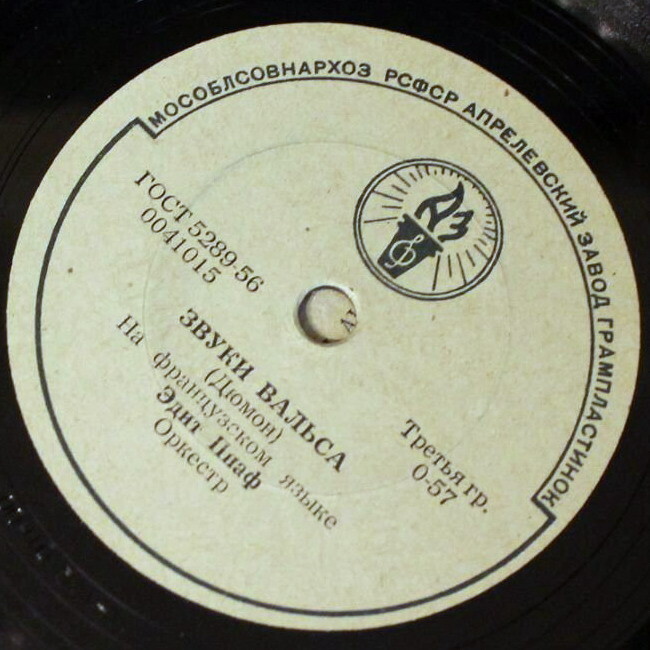 МОСОБЛСОВНАРХОЗ РСФСР АПРЕЛЕВСКИЙ ЗАВОД ГРАМПЛАСТИНОК
ГОСТ 5289-56
0041015
ЗВУКИ ВАЛЬСА
(Дюмон)
На французском языке
Эдит Пиаф
Оркестр
Третья гр.
0-57